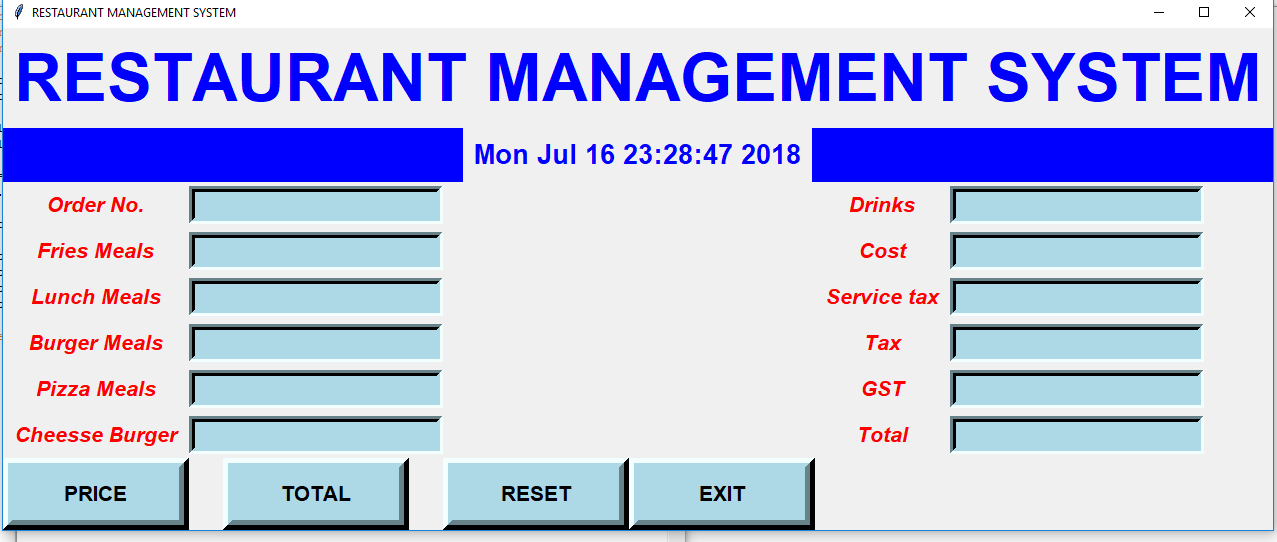 RESTAURANT MANAGEMENT SYSTEM
RESTAURANT MANAGEMENT SYSTEM
Mon Jul 16 23:28:47 2018
Order No.
Drinks
Fries Meals
Cost
Lunch Meals
Service tax
Burger Meals
Tax
Pizza Meals
GST
Cheesse Burger
Total
PRICE
TOTAL
RESET
EXIT